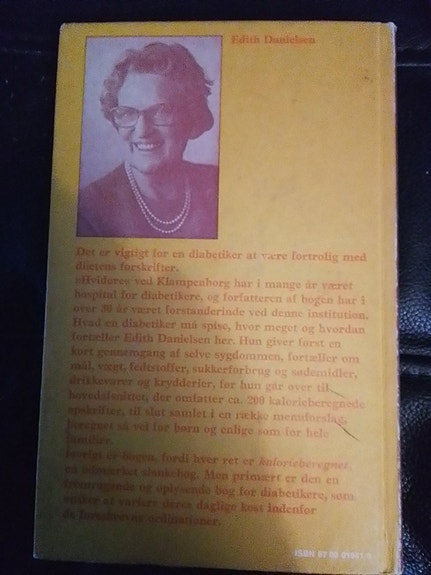 Edith Danielsen
Det er vigtigt for en diabetiker at være fortrolig med
diætens forskrifter.
»Hvidøre« ved Klampenborg har i mange år været
hospital for diabetikere, og forfatteren af bogen har i
over 30 år været forstanderinde ved denne institution.
Hvad en diabetiker må spise, hvor meget og hvordan
fortæller Edith Danielsen her. Hun giver først en
kort gennemgang af selve sygdommen, fortæller om
mål, vægt, fedestoffer, sukkerforbrug og sødemidler,
drikkevarer og krydderier, før hun går over til
hovedafsnittet, der omfatter ca. 200 kalorieberegnede
opskrifter, til slut samlet i en række menuforslag,
beregnet så vel for børn og enlige som for hele
familier.
Iøvrigt er bogen, fordi hver ret er kalorieberegnet,
en udmærket slankebog. Men primært er den en
fremragende og oplysende bog for diabetikere, som
ønsker at variere deres daglige kost indenfor
de foreskrevne ordinationer.
ISBN 87 00